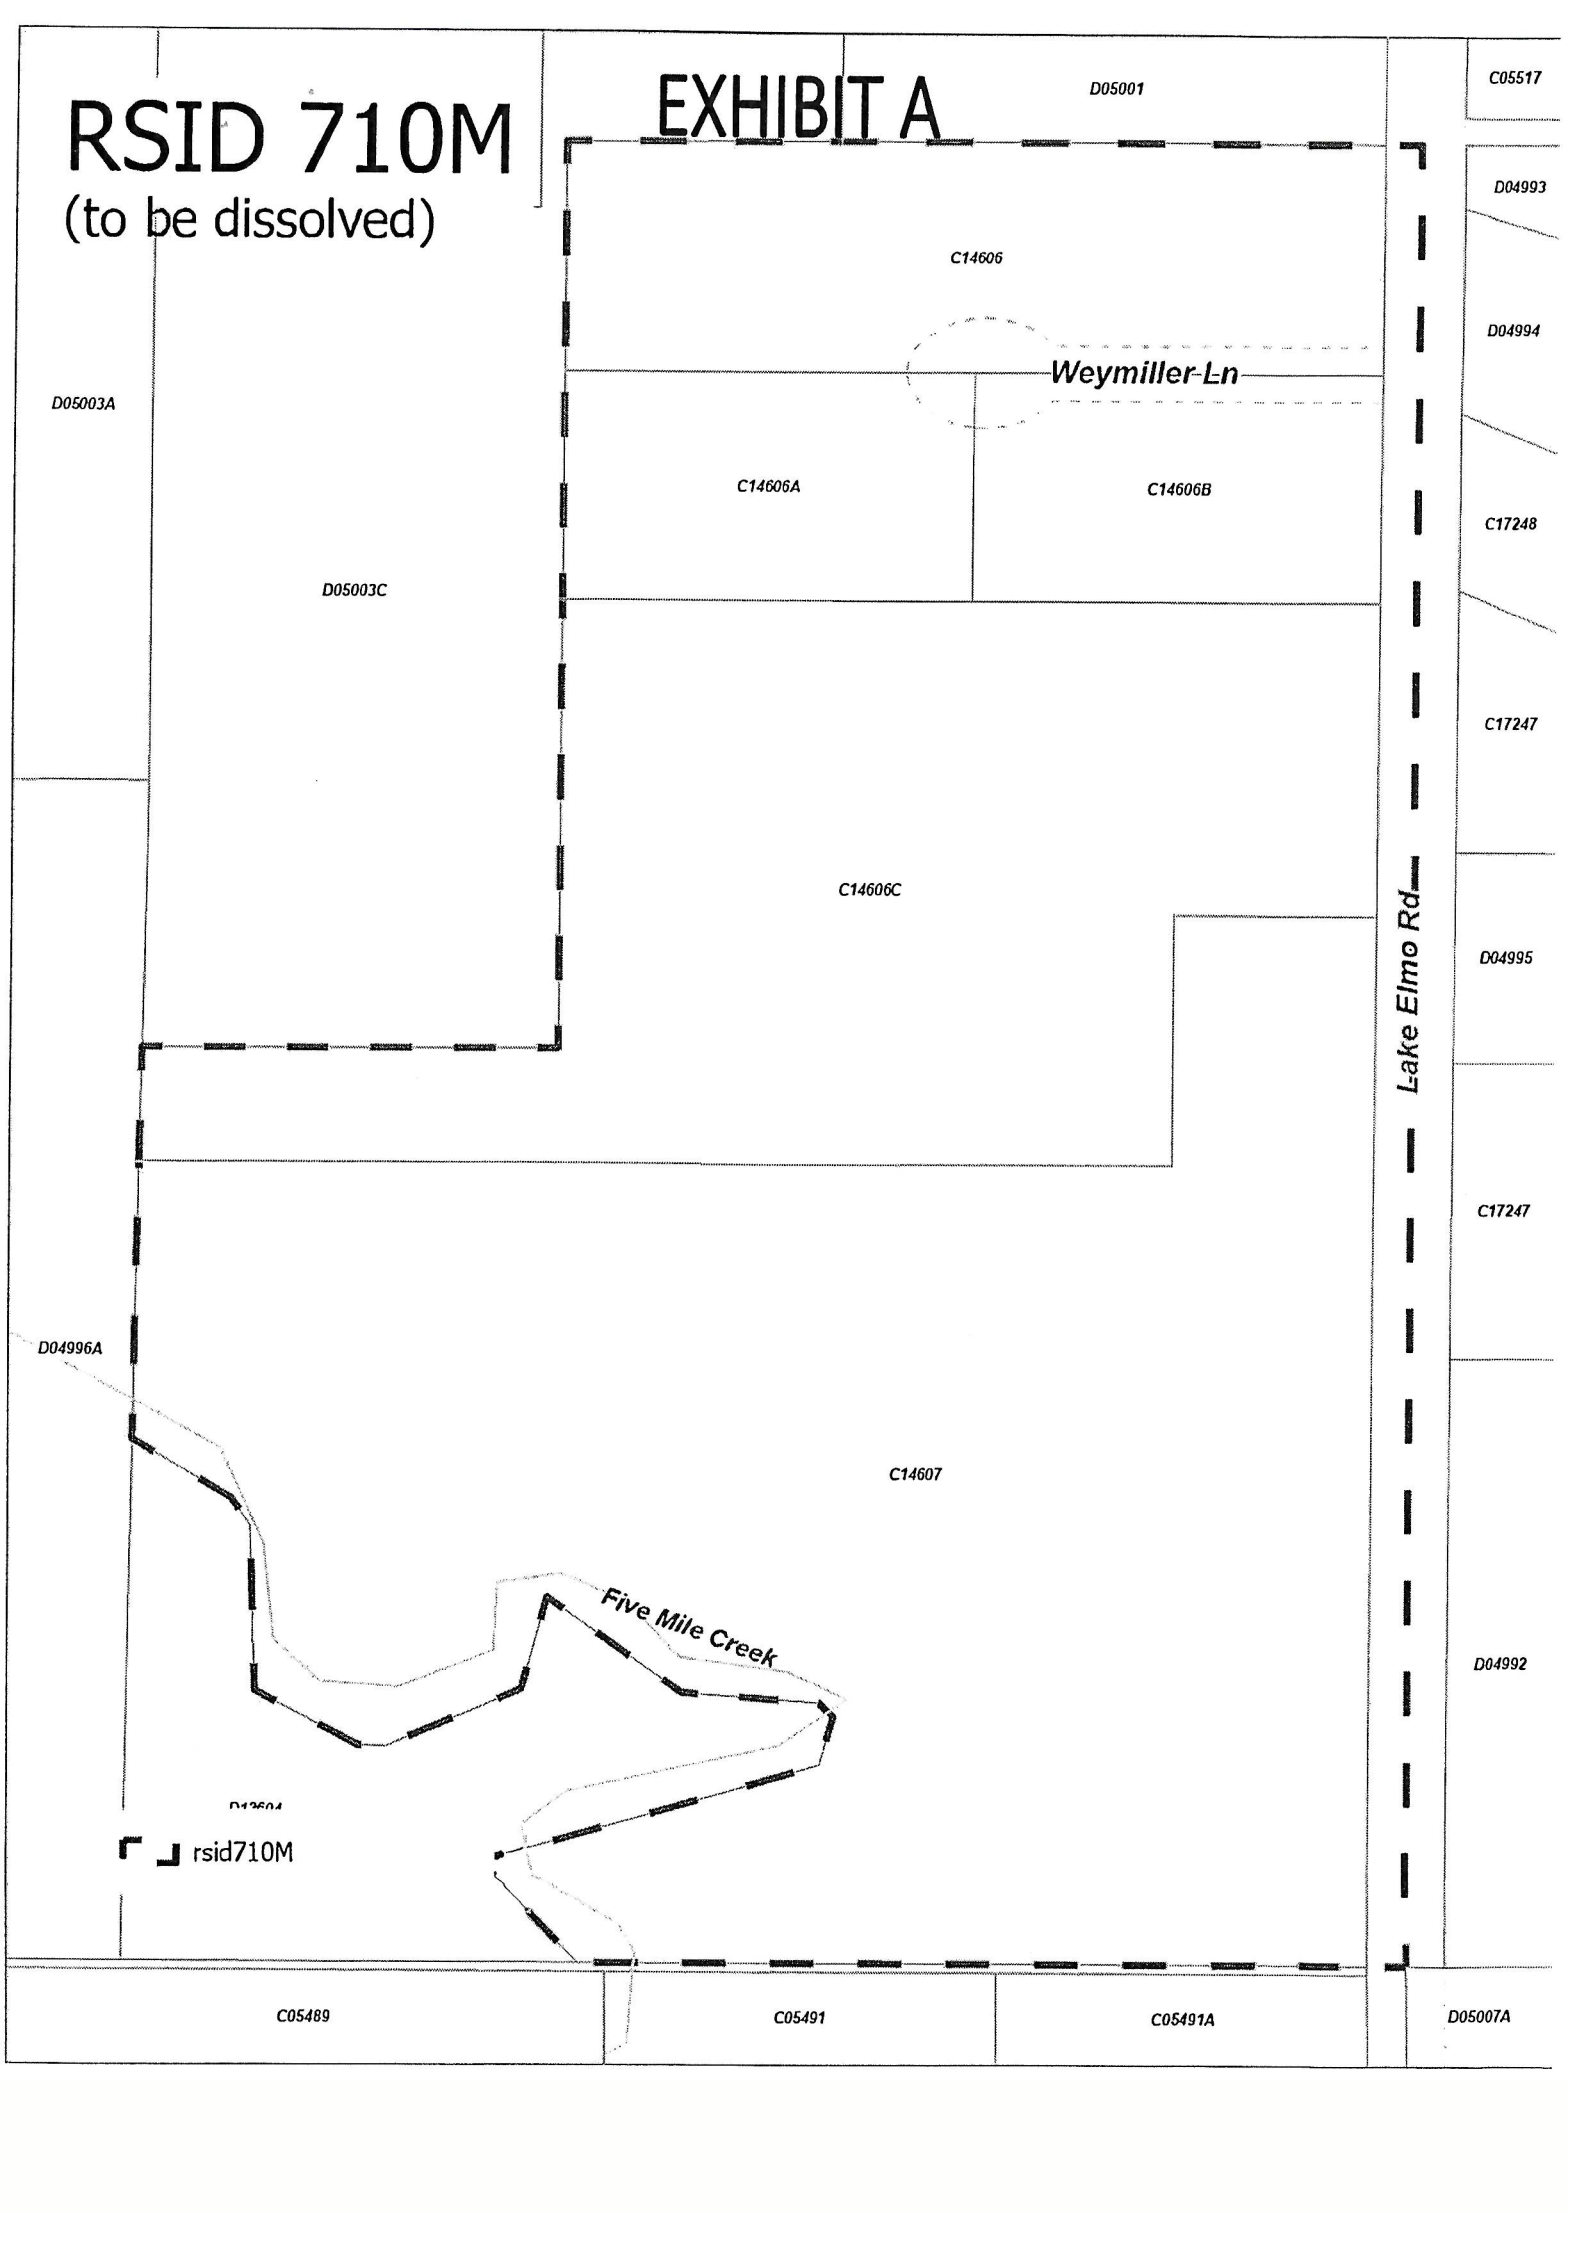 EXHIBIT A
RSID 710M
(to be dissolved)
D05001
C05517
D04993
C14606
D04994
Weymiller Ln
D05003A
C14606A
C14606B
C17248
D05003C
C17247
C14606C
Lake Elmo Rd
D04995
C17247
D04996A
C14607
Five Mile Creek
D04992
rsid710M
C05489
C05491
C05491A
D05007A